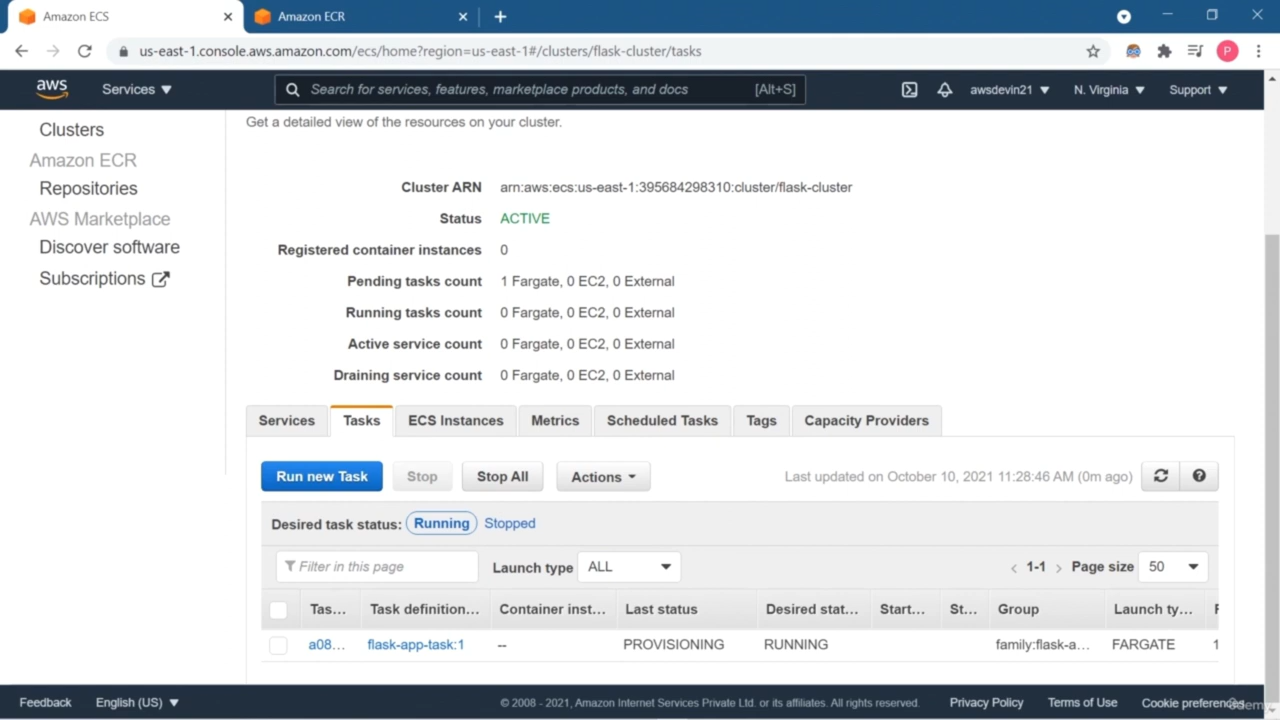 Amazon ECS
Amazon ECR
us-east-1.console.aws.amazon.com/ecs/home?region=us-east-1#/clusters/flask-cluster/tasks
P
aws
Services
Search for services, features, marketplace products, and docs
[Alt+S]
awsdevin21
N. Virginia
Support
Clusters
Amazon ECR
Repositories
AWS Marketplace
Discover software
Subscriptions
Get a detailed view of the resources on your cluster.
Cluster ARN arn:aws:ecs:us-east-1:395684298310:cluster/flask-cluster
Status ACTIVE
Registered container instances 0
Pending tasks count 1 Fargate, 0 EC2, 0 External
Running tasks count 0 Fargate, 0 EC2, 0 External
Active service count 0 Fargate, 0 EC2, 0 External
Draining service count 0 Fargate, 0 EC2, 0 External
Services Tasks ECS Instances Metrics Scheduled Tasks Tags Capacity Providers
Run new Task Stop Stop All Actions Last updated on October 10, 2021 11:28:46 AM (0m ago)
Desired task status: Running Stopped
Filter in this page Launch type ALL < 1-1 > Page size 50
Tas... Task definition... Container inst... Last status Desired stat... Start... St... Group Launch ty...
a08... flask-app-task:1 -- PROVISIONING RUNNING family:flask-a... FARGATE 1
Feedback English (US) © 2008 - 2021, Amazon Internet Services Private Ltd. or its affiliates. All rights reserved. Privacy Policy Terms of Use Cookie preferences